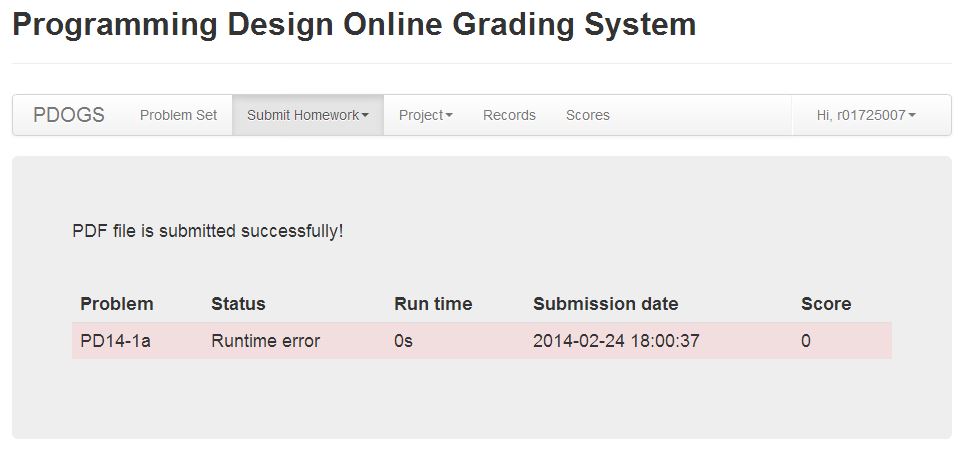 Programming Design Online Grading System
PDOGS Problem Set Submit Homework Project Records Scores Hi, r01725007
PDF file is submitted successfully!
Problem Status Run time Submission date Score
PD14-1a Runtime error 0s 2014-02-24 18:00:37 0